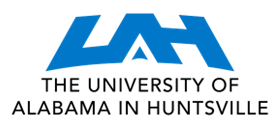 UAH
THE UNIVERSITY OF
ALABAMA IN HUNTSVILLE